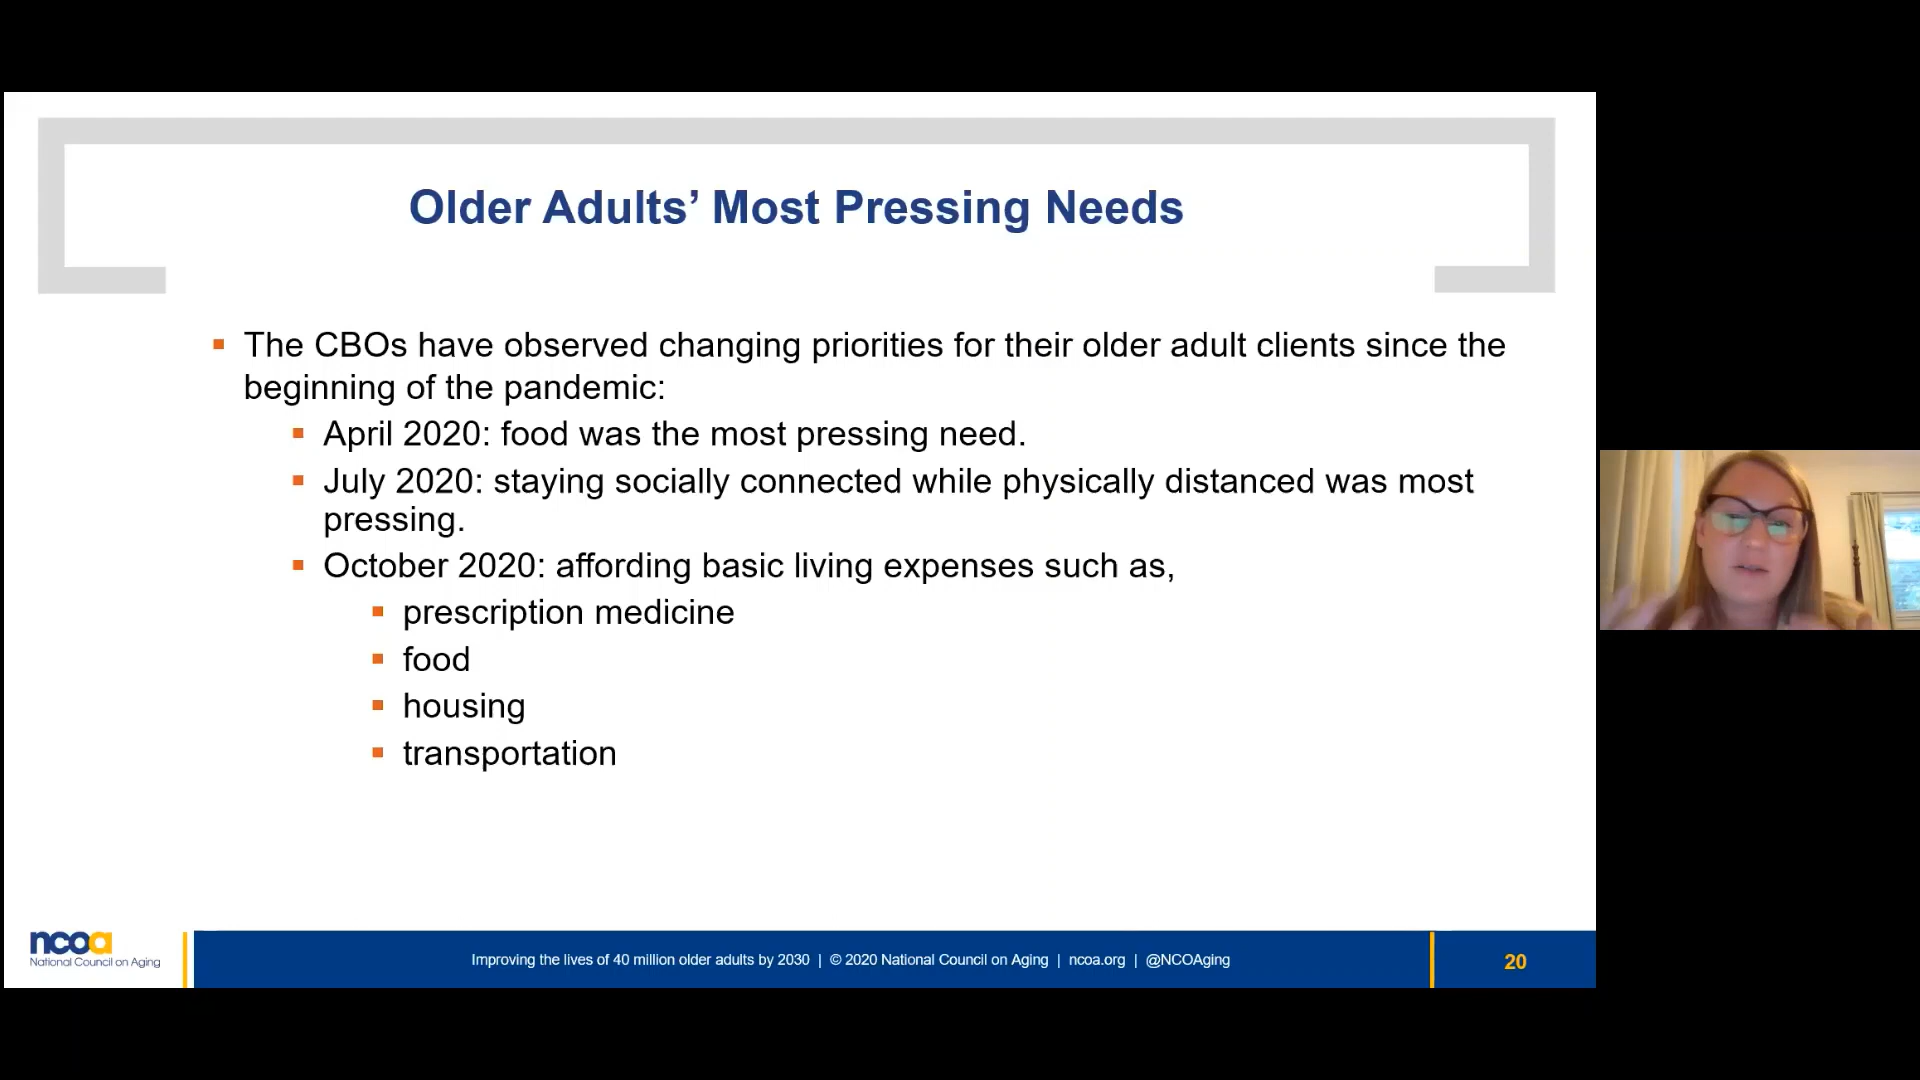 Older Adults’ Most Pressing Needs
The CBOs have observed changing priorities for their older adult clients since the
beginning of the pandemic:
April 2020: food was the most pressing need.
July 2020: staying socially connected while physically distanced was most
pressing.
October 2020: affording basic living expenses such as,
prescription medicine
food
housing
transportation
ncoa
National Council on Aging
Improving the lives of 40 million older adults by 2030 | © 2020 National Council on Aging | ncoa.org | @NCOAging
20